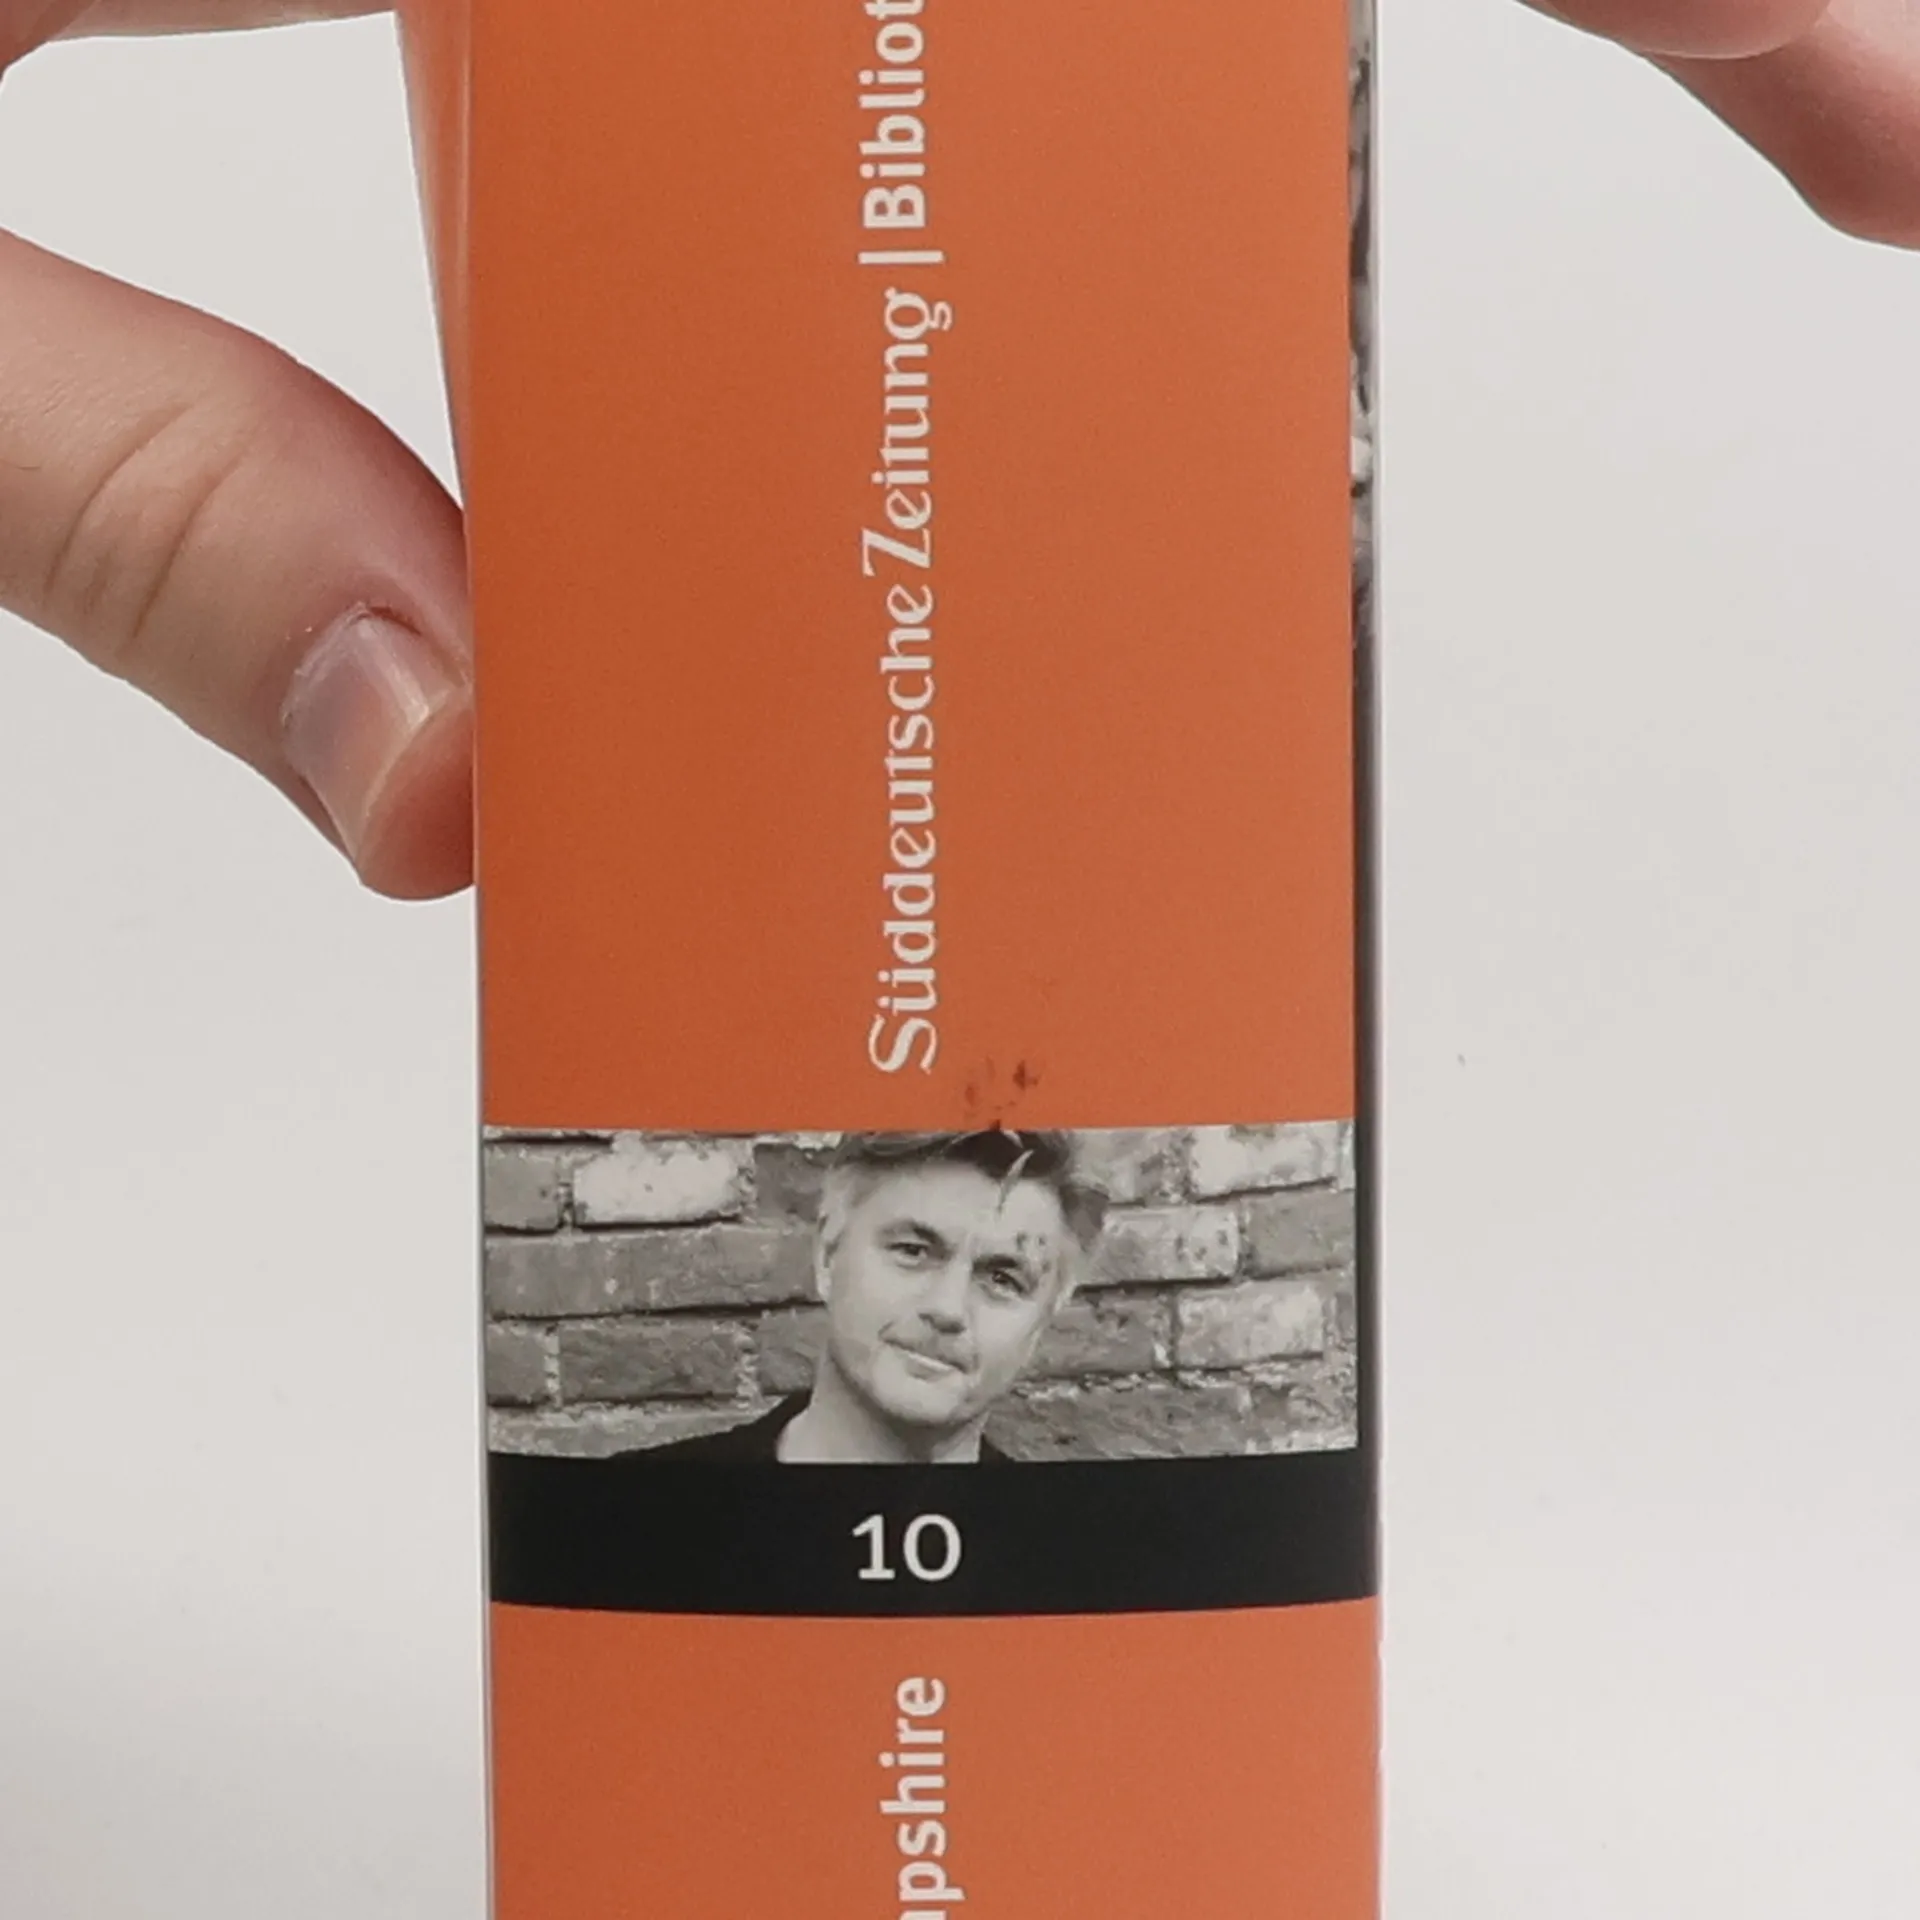 Süddeutsche Zeitung | Bibliot
10
pshire